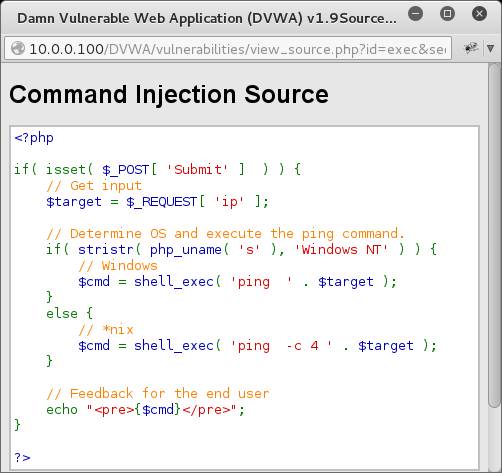 Damn Vulnerable Web Application (DVWA) v1.9Source...
10.0.0.100/DVWA/vulnerabilities/view_source.php?id=exec&sec
Command Injection Source
<?php
if( isset( $_POST[ 'Submit' ]  ) ) {
    // Get input
    $target = $_REQUEST[ 'ip' ];
    // Determine OS and execute the ping command.
    if( stristr( php_uname( 's' ), 'Windows NT' ) ) {
        // Windows
        $cmd = shell_exec( 'ping  ' . $target );
    }
    else {
        // *nix
        $cmd = shell_exec( 'ping  -c 4 ' . $target );
    }
    // Feedback for the end user
    echo "<pre>{$cmd}</pre>";
}
?>